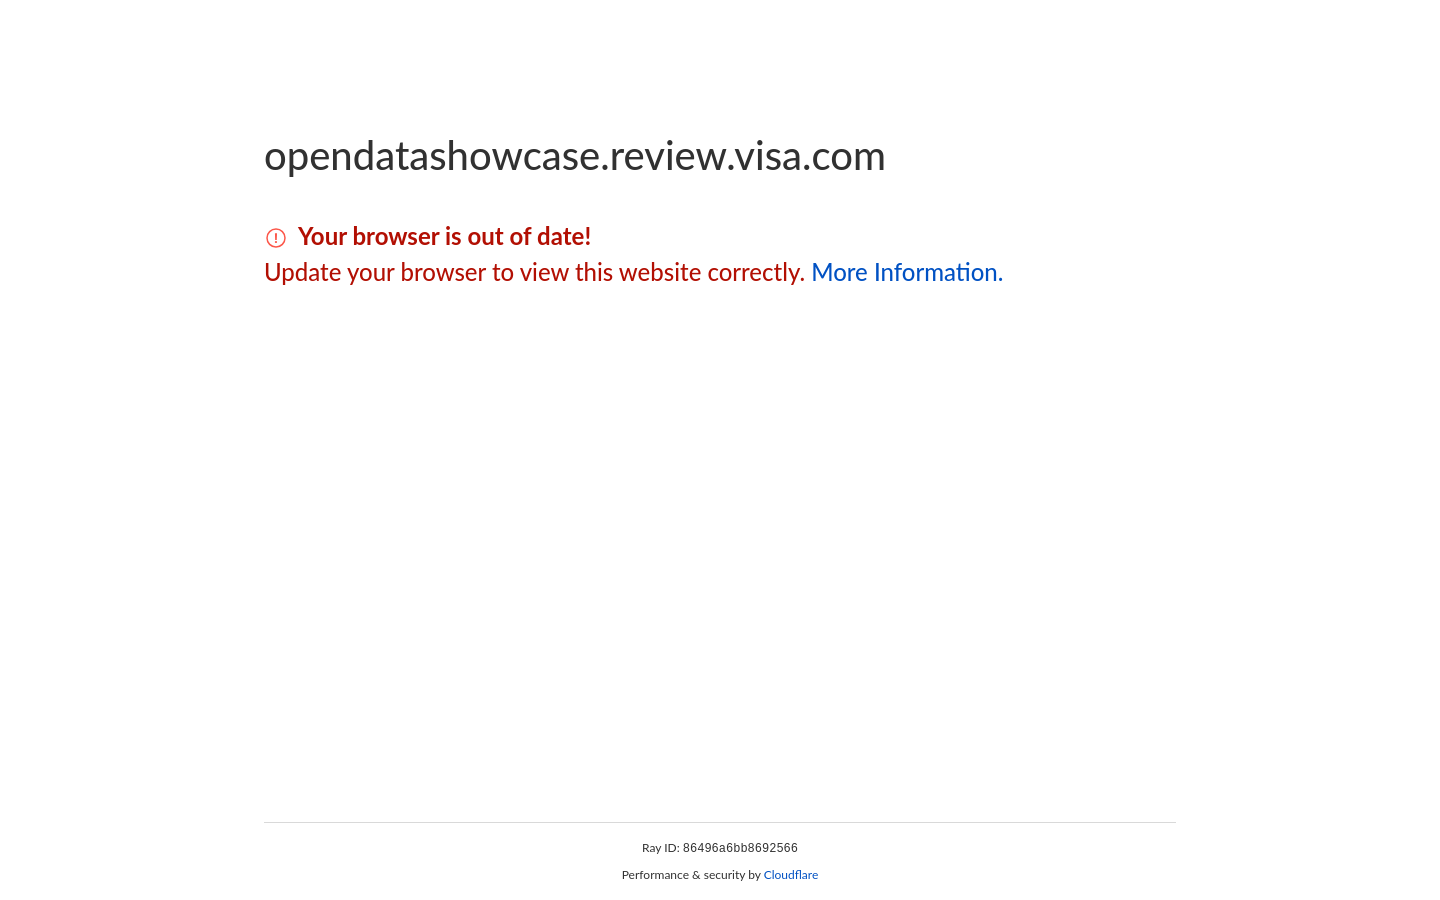 opendatashowcase.review.visa.com
Your browser is out of date!
Update your browser to view this website correctly. More Information.
Ray ID: 86496a6bb8692566
Performance & security by Cloudflare